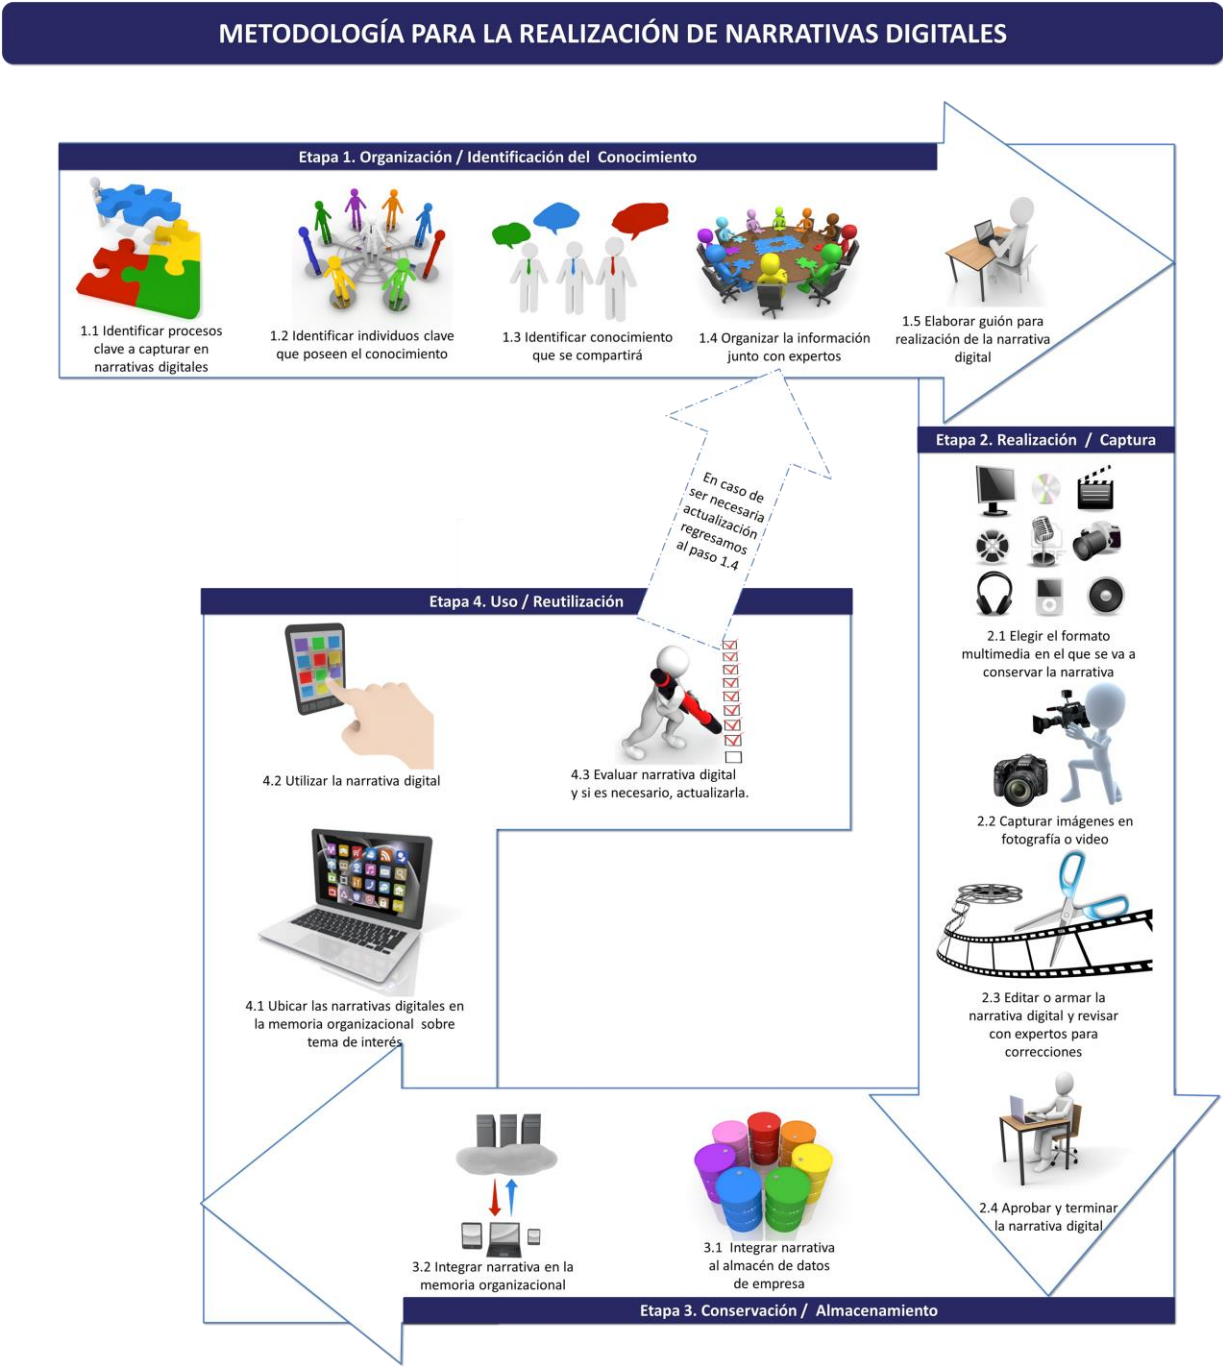 METODOLOGÍA PARA LA REALIZACIÓN DE NARRATIVAS DIGITALES
Etapa 1. Organización / Identificación del Conocimiento
1.1 Identificar procesos
clave a capturar en
narrativas digitales
1.2 Identificar individuos clave
que poseen el conocimiento
1.3 Identificar conocimiento
que se compartirá
1.4 Organizar la información
junto con expertos
1.5 Elaborar guión para
realización de la narrativa
digital
Etapa 2. Realización / Captura
2.1 Elegir el formato
multimedia en el que se va a
conservar la narrativa
2.2 Capturar imágenes en
fotografía o video
2.3 Editar o armar la
narrativa digital y revisar
con expertos para
correcciones
2.4 Aprobar y terminar
la narrativa digital
Etapa 3. Conservación / Almacenamiento
3.1 Integrar narrativa
al almacén de datos
de empresa
3.2 Integrar narrativa en la
memoria organizacional
Etapa 4. Uso / Reutilización
4.1 Ubicar las narrativas digitales en
la memoria organizacional sobre
tema de interés
4.2 Utilizar la narrativa digital
4.3 Evaluar narrativa digital
y si es necesario, actualizarla.
En caso de
ser necesaria
actualización
regresamos
al paso 1.4